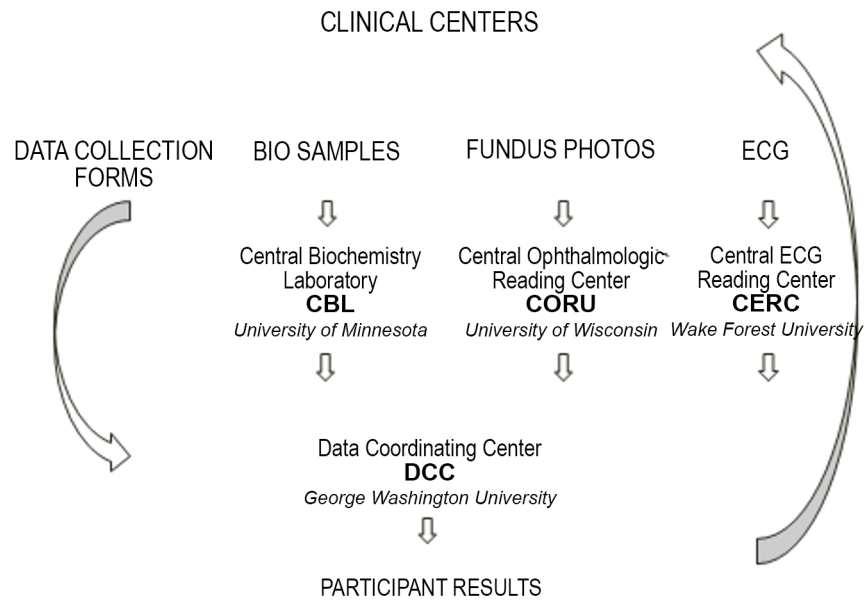 CLINICAL CENTERS
DATA COLLECTION
FORMS
BIO SAMPLES
FUNDUS PHOTOS
ECG
Central Biochemistry
Laboratory
CBL
University of Minnesota
Central Ophthalmologic
Reading Center
CORU
University of Wisconsin
Central ECG
Reading Center
CERC
Wake Forest University
Data Coordinating Center
DCC
George Washington University
PARTICIPANT RESULTS